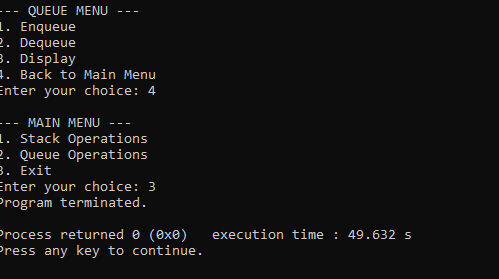 --- QUEUE MENU ---
1. Enqueue
2. Dequeue
3. Display
4. Back to Main Menu
Enter your choice: 4

--- MAIN MENU ---
1. Stack Operations
2. Queue Operations
3. Exit
Enter your choice: 3
Program terminated.

Process returned 0 (0x0)   execution time : 49.632 s
Press any key to continue.